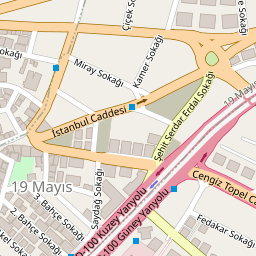 Çiçek Sokağı
Kamer Sokağı
Miray Sokağı
19 Mayıs
İstanbul Caddesi
Şehit Serdar Erdal Sokağı
Cengiz Topel Ca
19 Mayıs
Saydağ Sokağı
3. Bahçe Sokağı
2. Bahçe Sokağı
D-100 Kuzey Yanyolu
D-100 Güney Yanyolu
Fedakar Sokağı